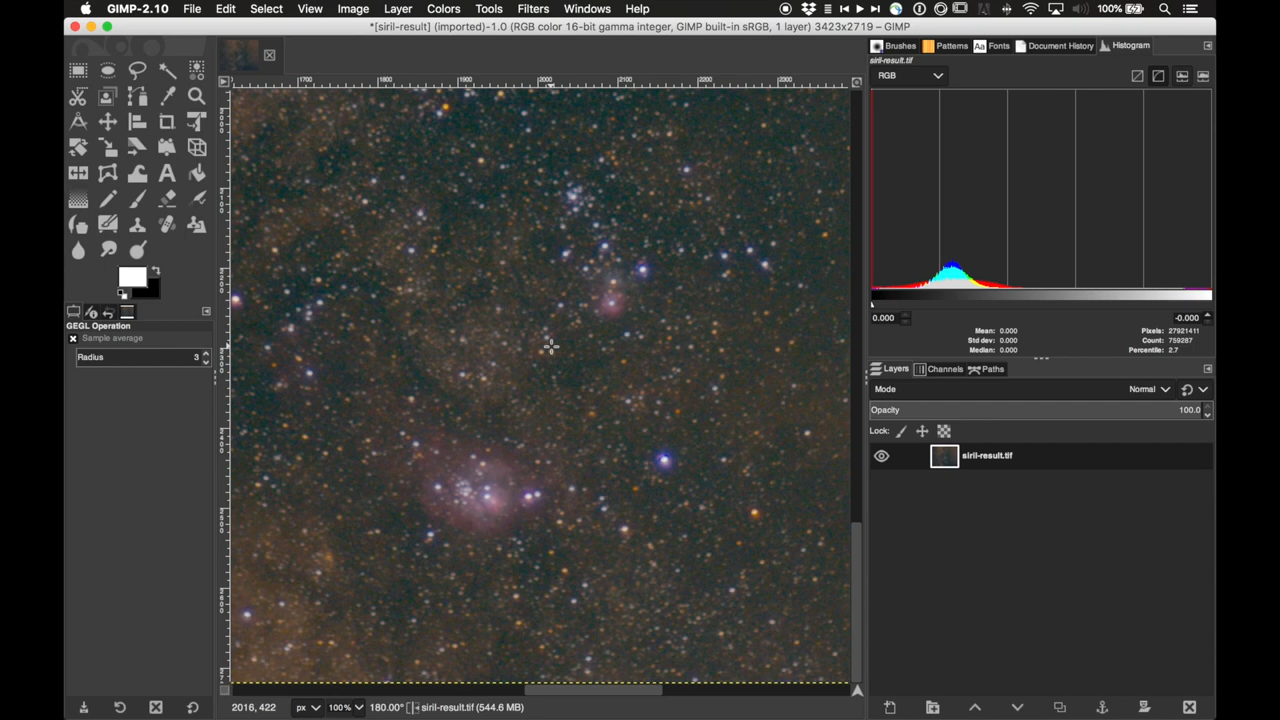 GIMP-2.10 File Edit Select View Image Layer Colors Tools Filters Windows Help 100%
*[siril-result] (imported)-1.0 (RGB color 16-bit gamma integer, GIMP built-in sRGB, 1 layer) 3423x2719 – GIMP
Brushes Patterns Aa Fonts Document History Histogram
siril-result.tif
RGB
1700 1800 1900 2000 2100 2200 2300
0.000 -0.000
Mean: 0.000 Pixels: 27921411
Std dev: 0.000 Count: 759287
Median: 0.000 Percentile: 2.7
GEGL Operation
Sample average
Radius 3
Layers Channels Paths
Mode Normal
Opacity 100.0
Lock:
siril-result.tif
2016, 422 px 100% 180.00° siril-result.tif (544.6 MB)